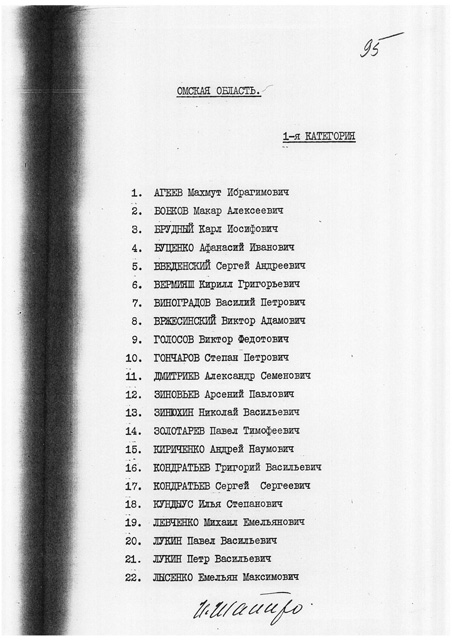 95
ОМСКАЯ ОБЛАСТЬ.
1-я КАТЕГОРИЯ
1. АГЕЕВ Махмут Ибрагимович
2. БОБКОВ Макар Алексеевич
3. БРУДНЫЙ Карл Иосифович
4. БУЦЕНКО Афанасий Иванович
5. ВВЕДЕНСКИЙ Сергей Андреевич
6. ВЕРМИЯШ Кирилл Григорьевич
7. ВИНОГРАДОВ Василий Петрович
8. ВРЖЕСИНСКИЙ Виктор Адамович
9. ГОЛОСОВ Виктор Федотович
10. ГОНЧАРОВ Степан Петрович
11. ДМИТРИЕВ Александр Семенович
12. ЗИНОВЬЕВ Арсений Павлович
13. ЗИНЮХИН Николай Васильевич
14. ЗОЛОТАРЕВ Павел Тимофеевич
15. КИРИЧЕНКО Андрей Наумович
16. КОНДРАТЬЕВ Григорий Васильевич
17. КОНДРАТЬЕВ Сергей Сергеевич
18. КУНДЫУС Илья Степанович
19. ЛЕВЧЕНКО Михаил Емельянович
20. ЛУКИН Павел Васильевич
21. ЛУКИН Петр Васильевич
22. ЛЫСЕНКО Емельян Максимович
И. Шапиро.